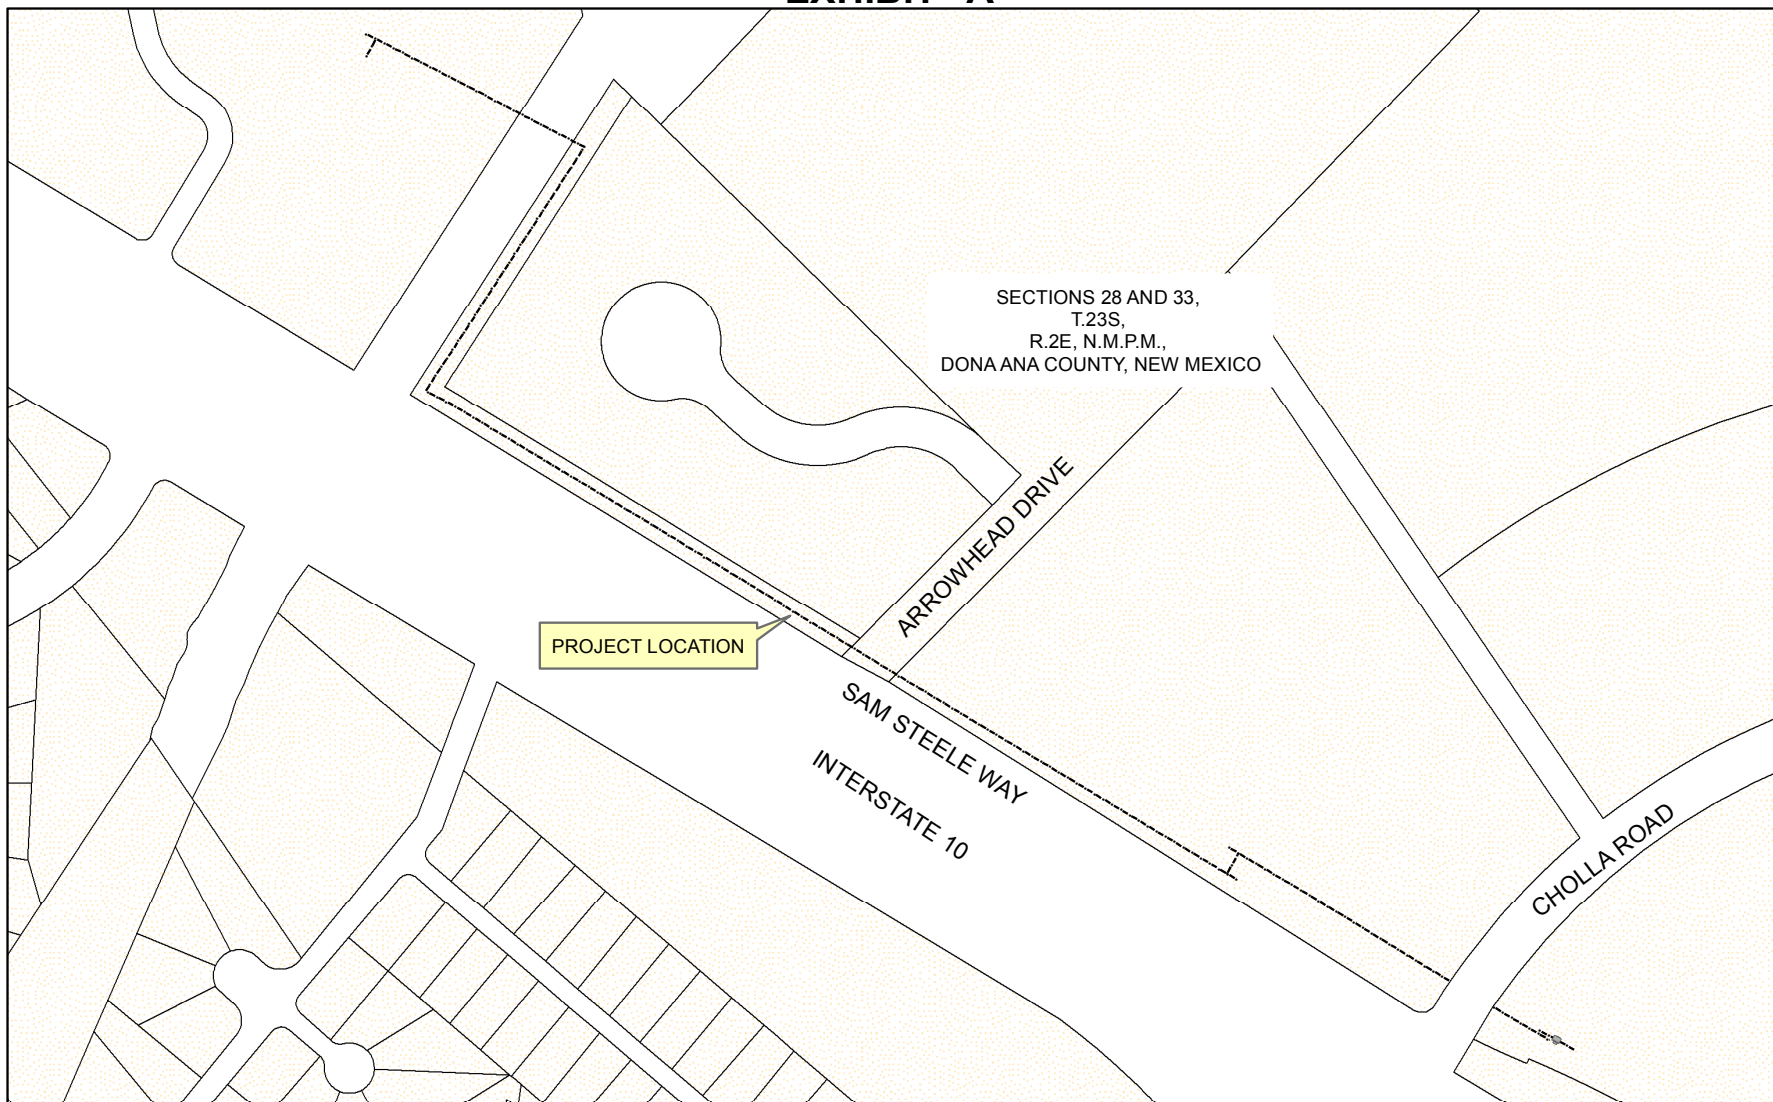 EXHIBIT "A"
SECTIONS 28 AND 33,
T.23S,
R.2E, N.M.P.M.,
DONA ANA COUNTY, NEW MEXICO
ARROWHEAD DRIVE
PROJECT LOCATION
SAM STEELE WAY
INTERSTATE 10
CHOLLA ROAD